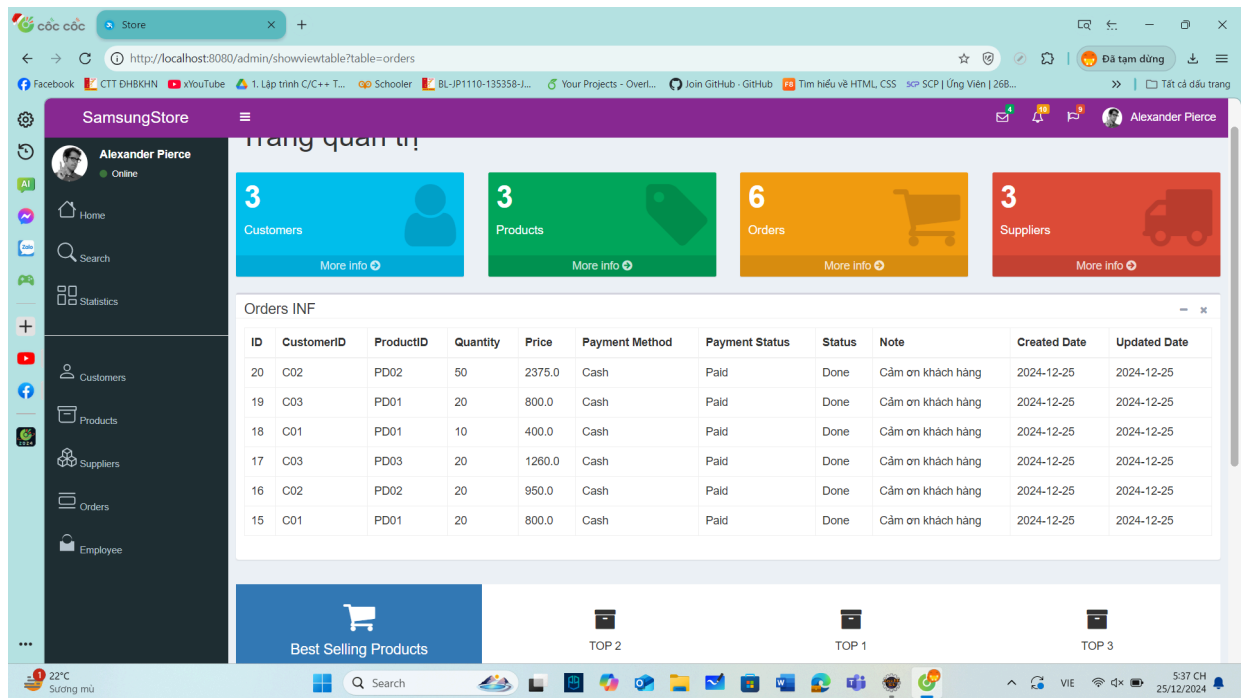 cốc cốc
Store
http://localhost:8080/admin/showviewtable?table=orders
Đã tạm dừng
Facebook CTT ĐHBKHN xYouTube 1. Lập trình C/C++ T... Schooler BL-JP1110-135358-J... Your Projects - Overl... Join GitHub · GitHub F8 Tìm hiểu về HTML, CSS SCP SCP | Ứng Viên | 26B... Tất cả dấu trang
SamsungStore 4 10 9 Alexander Pierce
Trang quản trị
Alexander Pierce
Online
AI
Home
Zalo
Search
Statistics
Customers
Products
Suppliers
Orders
Employee
2024
3
Customers
More info
3
Products
More info
6
Orders
More info
3
Suppliers
More info
Orders INF
ID CustomerID ProductID Quantity Price Payment Method Payment Status Status Note Created Date Updated Date
20 C02 PD02 50 2375.0 Cash Paid Done Cảm ơn khách hàng 2024-12-25 2024-12-25
19 C03 PD01 20 800.0 Cash Paid Done Cảm ơn khách hàng 2024-12-25 2024-12-25
18 C01 PD01 10 400.0 Cash Paid Done Cảm ơn khách hàng 2024-12-25 2024-12-25
17 C03 PD03 20 1260.0 Cash Paid Done Cảm ơn khách hàng 2024-12-25 2024-12-25
16 C02 PD02 20 950.0 Cash Paid Done Cảm ơn khách hàng 2024-12-25 2024-12-25
15 C01 PD01 20 800.0 Cash Paid Done Cảm ơn khách hàng 2024-12-25 2024-12-25
Best Selling Products
TOP 2
TOP 1
TOP 3
1
22°C
Sương mù
Search
VIE
5:37 CH
25/12/2024